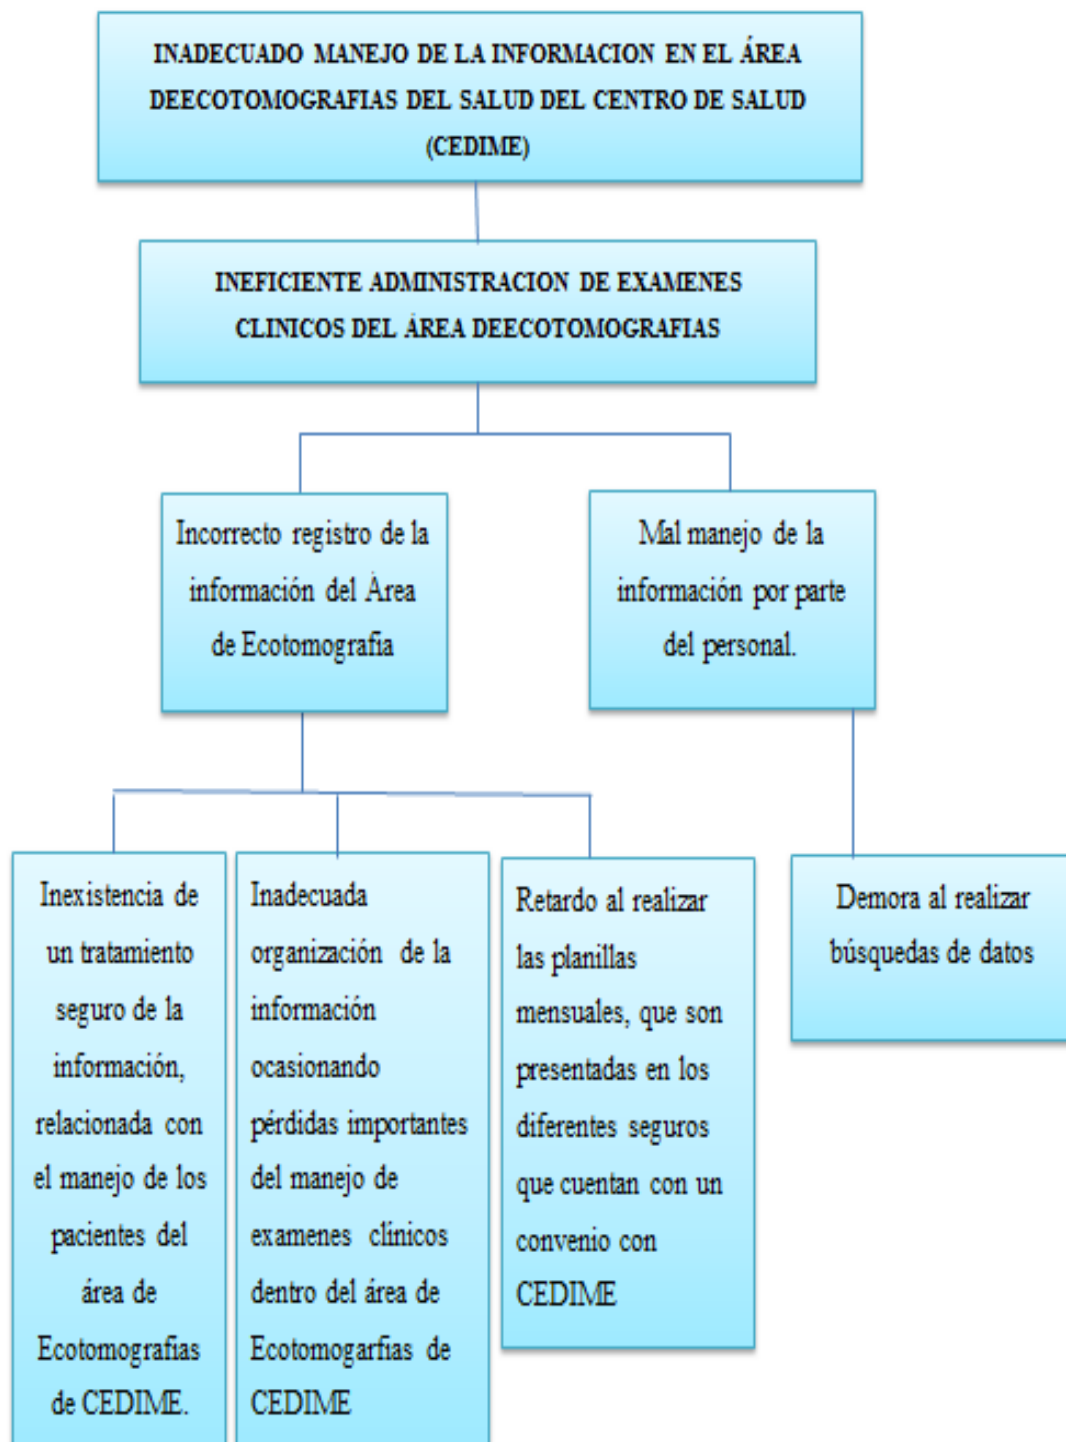 INADECUADO MANEJO DE LA INFORMACION EN EL ÁREA
DEECOTOMOGRAFIAS DEL SALUD DEL CENTRO DE SALUD
(CEDIME)
INEFICIENTE ADMINISTRACION DE EXAMENES
CLINICOS DEL ÁREA DEECOTOMOGRAFIAS
Incorrecto registro de la
información del Área
de Ecotomografía
Mal manejo de la
información por parte
del personal.
Inexistencia de
un tratamiento
seguro de la
información,
relacionada con
el manejo de los
pacientes del
área de
Ecotomografías
de CEDIME.
Inadecuada
organización de la
información
ocasionando
pérdidas importantes
del manejo de
examenes clínicos
dentro del área de
Ecotomogarfias de
CEDIME
Retardo al realizar
las planillas
mensuales, que son
presentadas en los
diferentes seguros
que cuentan con un
convenio con
CEDIME
Demora al realizar
búsquedas de datos